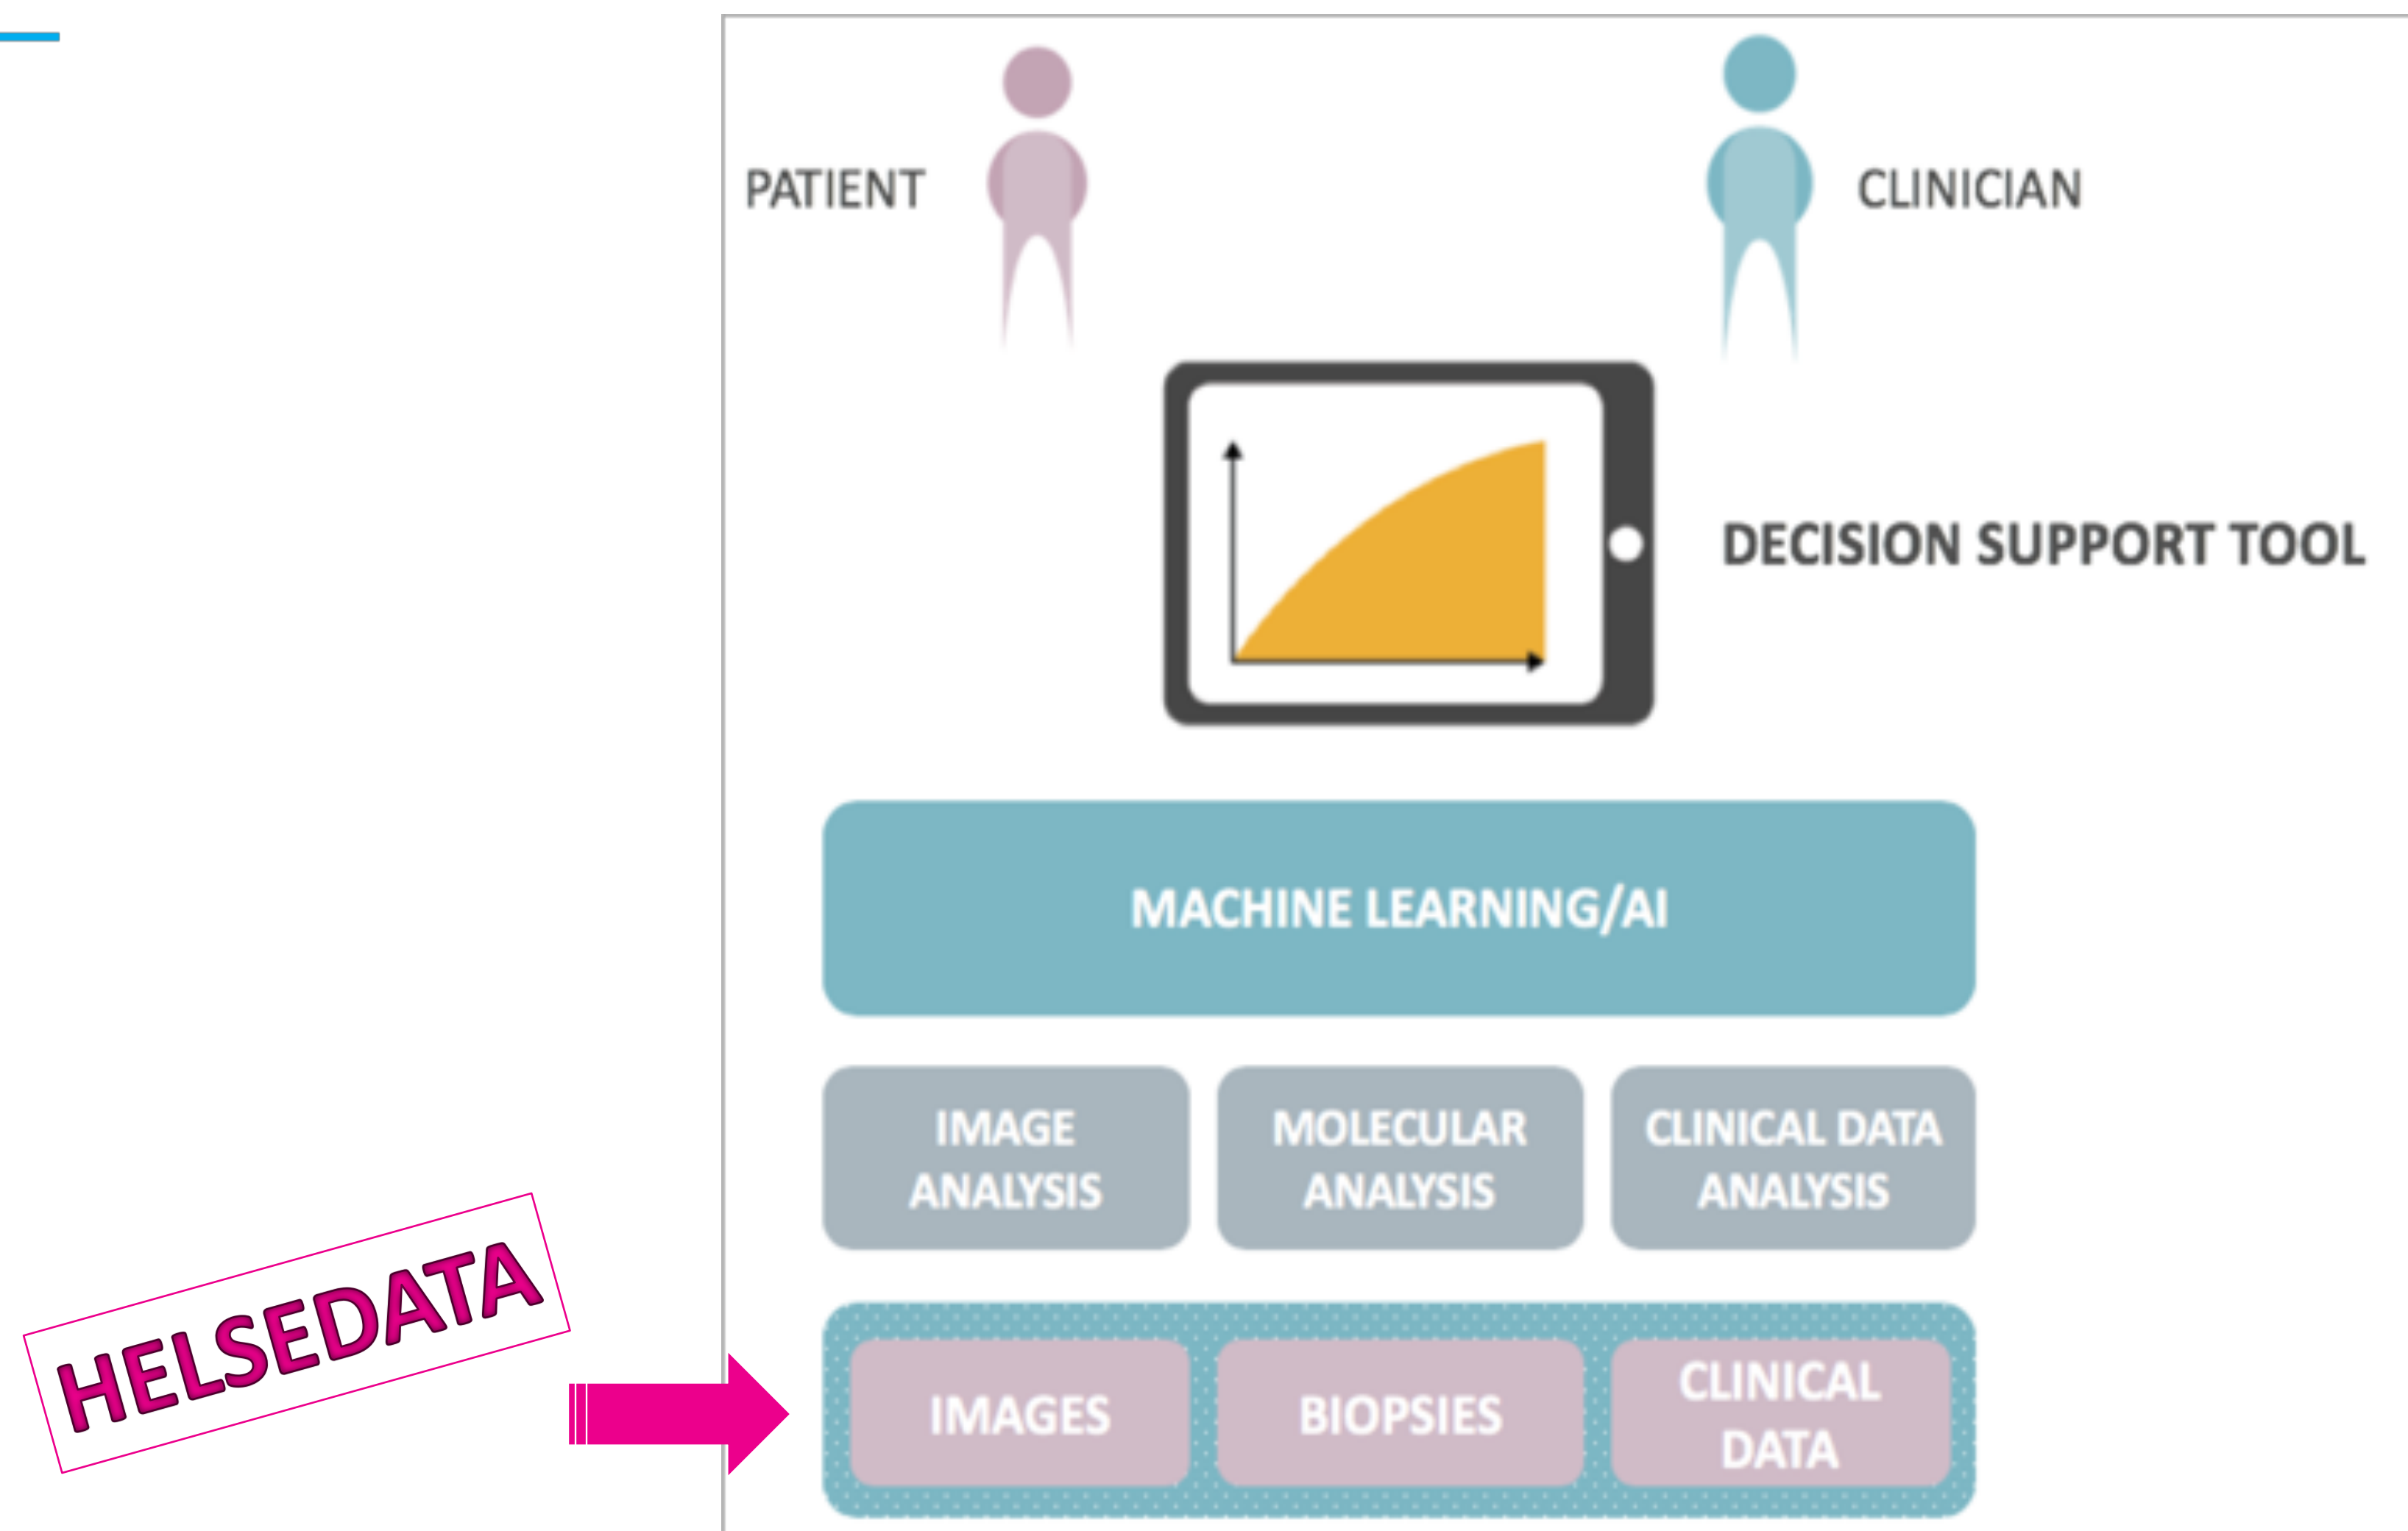 PATIENT
CLINICIAN
DECISION SUPPORT TOOL
MACHINE LEARNING/AI
IMAGE
ANALYSIS
MOLECULAR
ANALYSIS
CLINICAL DATA
ANALYSIS
HELSEDATA
IMAGES
BIOPSIES
CLINICAL
DATA